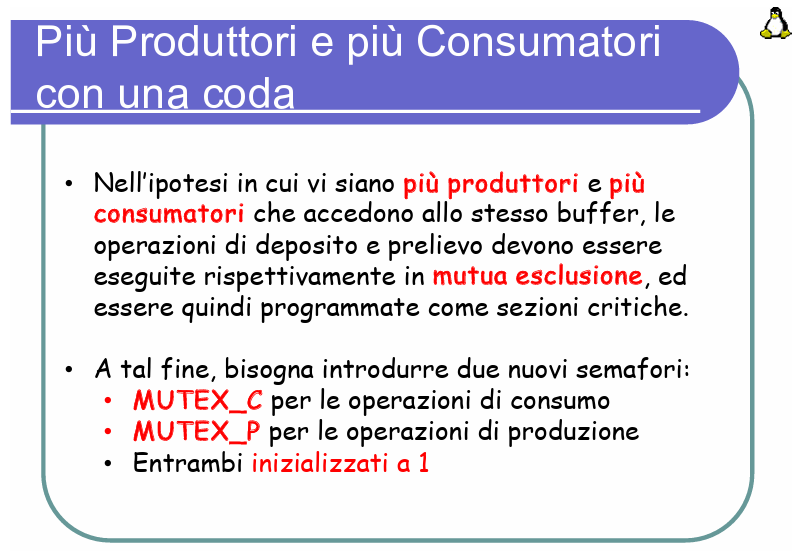 Più Produttori e più Consumatori
con una coda
• Nell'ipotesi in cui vi siano più produttori e più
consumatori che accedono allo stesso buffer, le
operazioni di deposito e prelievo devono essere
eseguite rispettivamente in mutua esclusione, ed
essere quindi programmate come sezioni critiche.
• A tal fine, bisogna introdurre due nuovi semafori:
• MUTEX_C per le operazioni di consumo
• MUTEX_P per le operazioni di produzione
• Entrambi inizializzati a 1